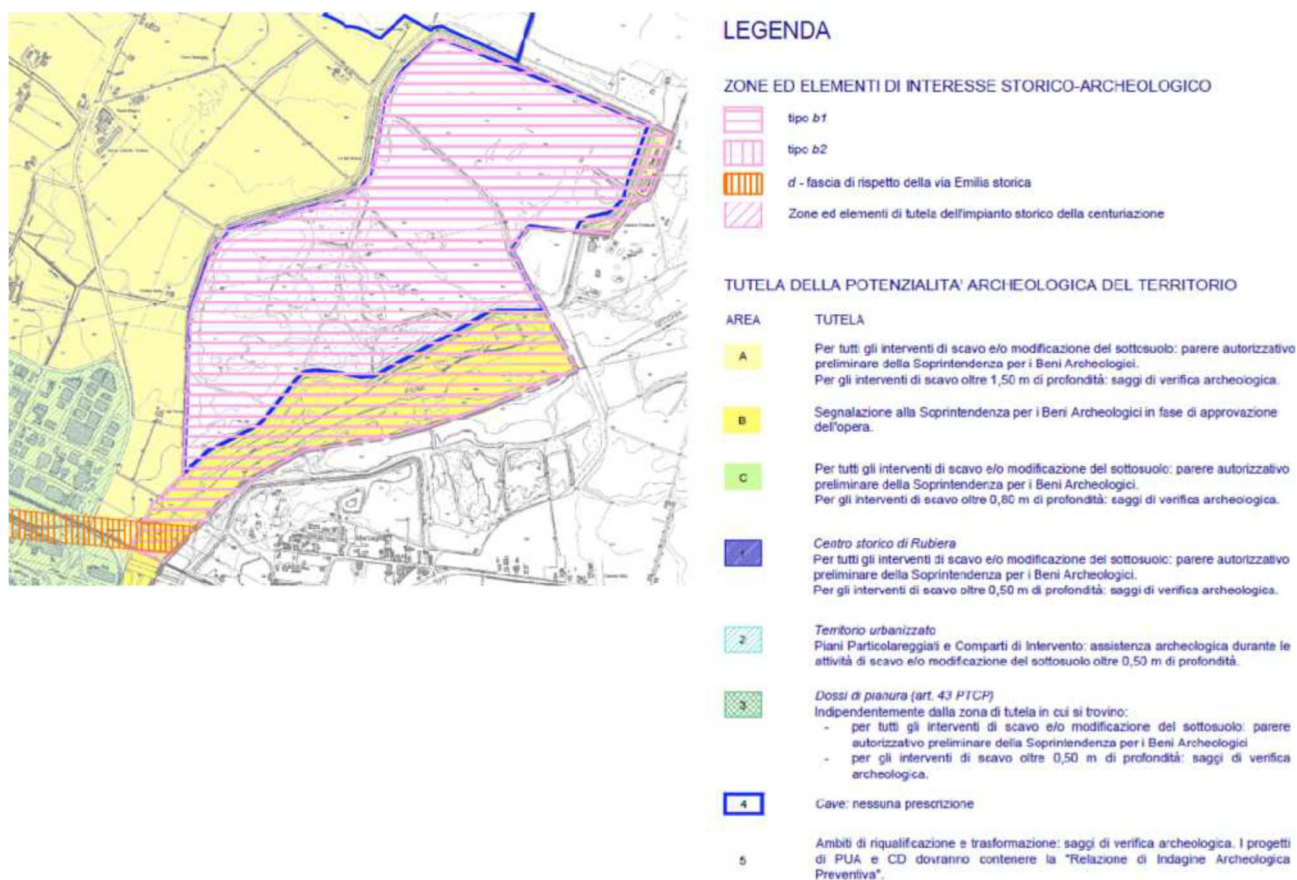 LEGENDA
ZONE ED ELEMENTI DI INTERESSE STORICO-ARCHEOLOGICO
tipo b1
tipo b2
d - fascia di rispetto della via Emilia storica
Zone ed elementi di tutela dell'impianto storico della centuriazione
TUTELA DELLA POTENZIALITA' ARCHEOLOGICA DEL TERRITORIO
AREA TUTELA
A
Per tutti gli interventi di scavo e/o modificazione del sottosuolo: parere autorizzativo
preliminare della Soprintendenza per i Beni Archeologici.
Per gli interventi di scavo oltre 1,50 m di profondità: saggi di verifica archeologica.
B
Segnalazione alla Soprintendenza per i Beni Archeologici in fase di approvazione
dell'opera.
C
Per tutti gli interventi di scavo e/o modificazione del sottosuolo: parere autorizzativo
preliminare della Soprintendenza per i Beni Archeologici.
Per gli interventi di scavo oltre 0,80 m di profondità: saggi di verifica archeologica.
1
Centro storico di Rubiera
Per tutti gli interventi di scavo e/o modificazione del sottosuolo: parere autorizzativo
preliminare della Soprintendenza per i Beni Archeologici.
Per gli interventi di scavo oltre 0,50 m di profondità: saggi di verifica archeologica.
2
Territorio urbanizzato
Piani Particolareggiati e Comparti di Intervento: assistenza archeologica durante le
attività di scavo e/o modificazione del sottosuolo oltre 0,50 m di profondità.
3
Dossi di pianura (art. 43 PTCP)
Indipendentemente dalla zona di tutela in cui si trovino:
- per tutti gli interventi di scavo e/o modificazione del sottosuolo: parere
autorizzativo preliminare della Soprintendenza per i Beni Archeologici
- per gli interventi di scavo oltre 0,50 m di profondità: saggi di verifica
archeologica.
4
Cave: nessuna prescrizione
5
Ambiti di riqualificazione e trasformazione: saggi di verifica archeologica. I progetti
di PUA e CD dovranno contenere la "Relazione di Indagine Archeologica
Preventiva".